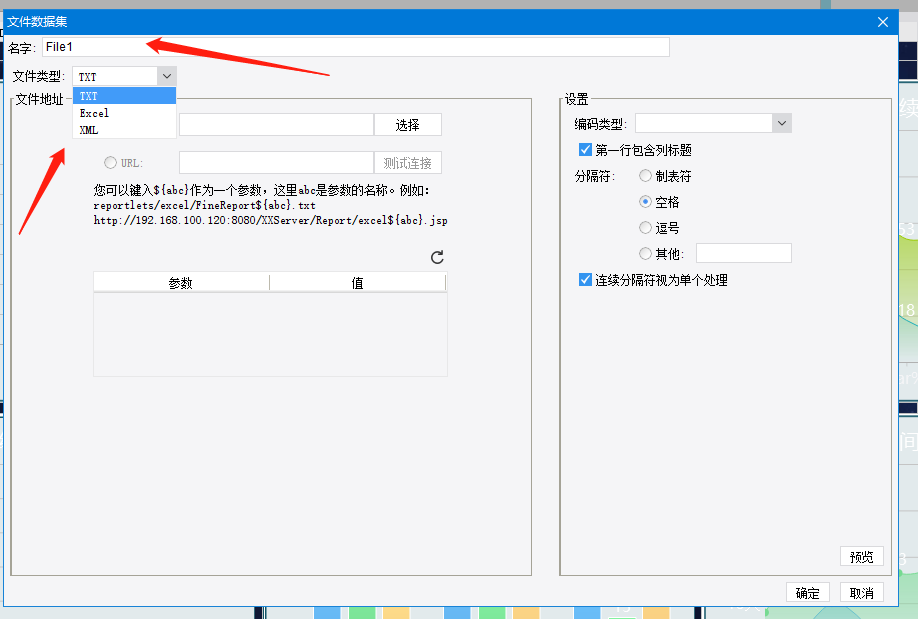 文件数据集
名字: File1
文件类型: TXT
TXT
Excel
XML
文件地址
选择
URL:
测试连接
您可以键入${abc}作为一个参数，这里abc是参数的名称。例如:
reportlets/excel/FineReport${abc}.txt
http://192.168.100.120:8080/XXServer/Report/excel${abc}.jsp
参数 值
设置
编码类型:
第一行包含列标题
分隔符: 制表符
空格
逗号
其他:
连续分隔符视为单个处理
预览
确定 取消
续
53
18
间